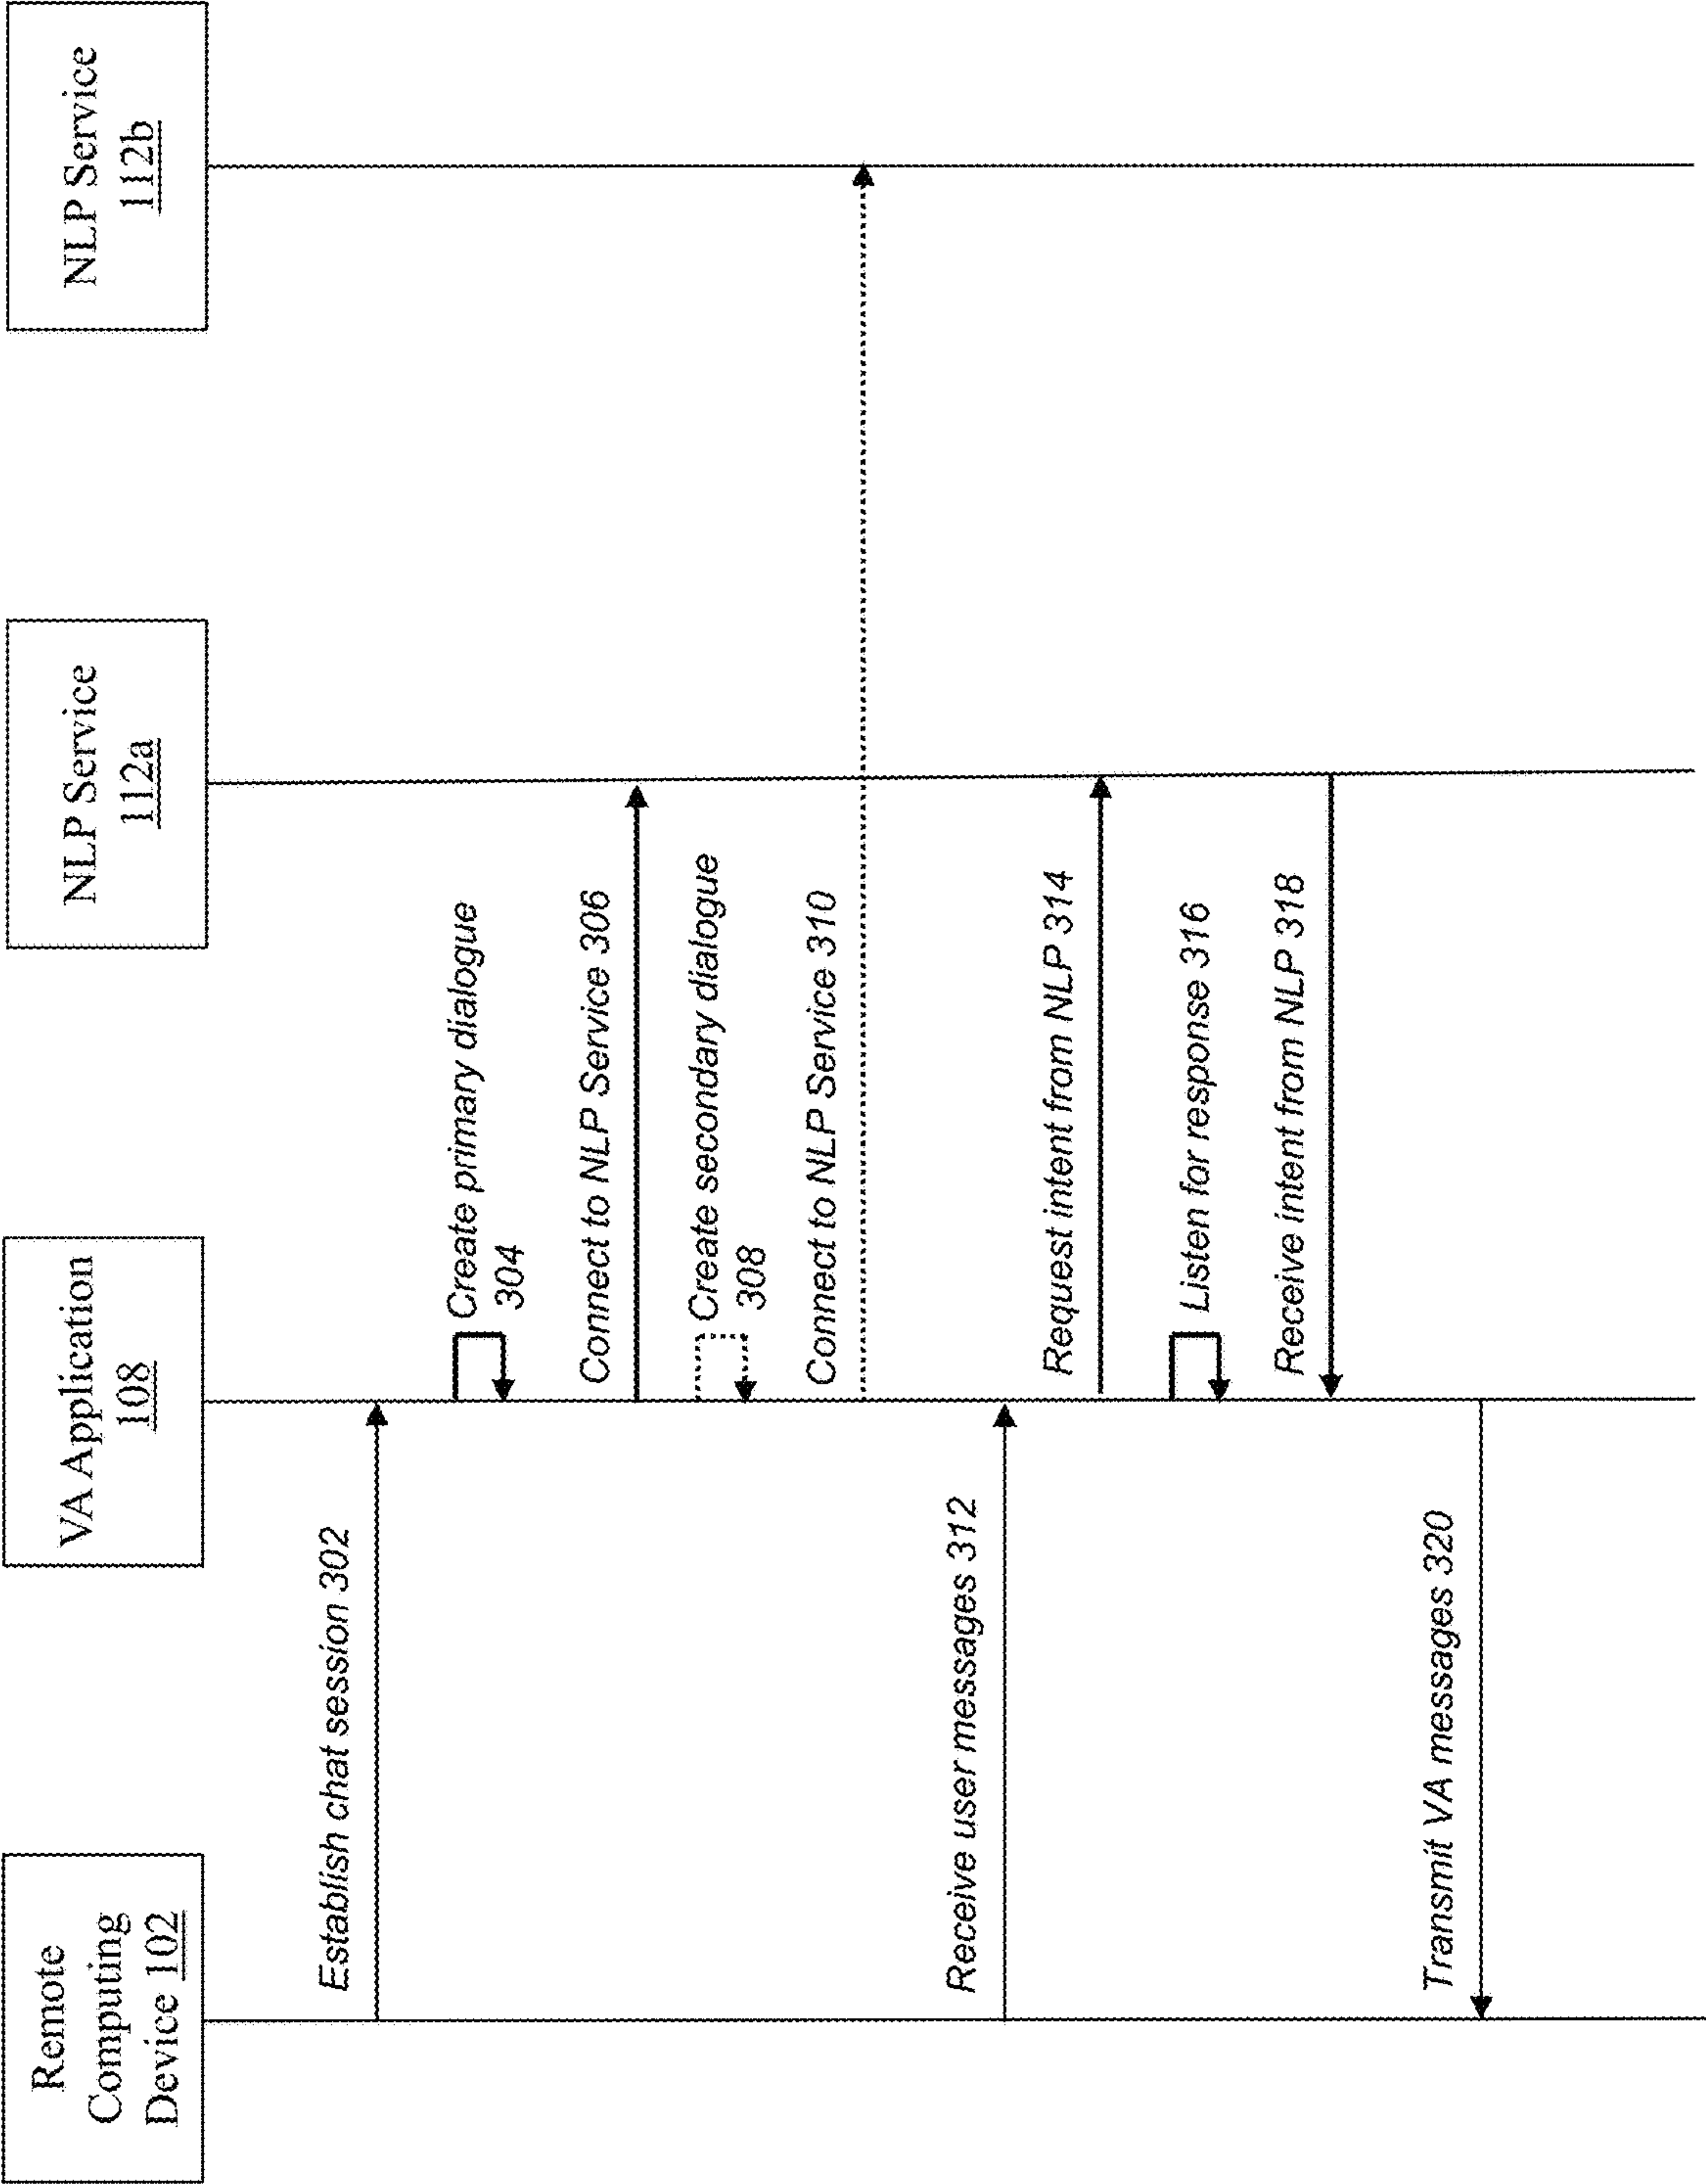 Remote
Computing
Device 102
VA Application
108
NLP Service
112a
NLP Service
112b
Establish chat session 302
Create primary dialogue
304
Connect to NLP Service 306
Create secondary dialogue
308
Connect to NLP Service 310
Receive user messages 312
Request intent from NLP 314
Listen for response 316
Receive intent from NLP 318
Transmit VA messages 320